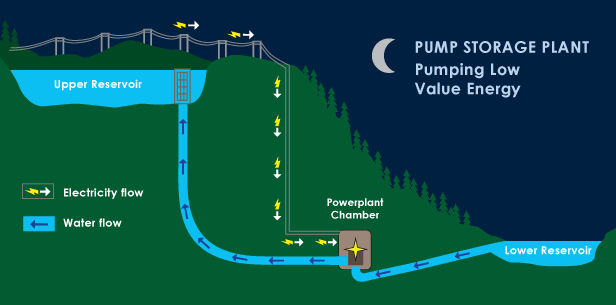 PUMP STORAGE PLANT
Pumping Low
Value Energy
Upper Reservoir
Electricity flow
Water flow
Powerplant
Chamber
Lower Reservoir